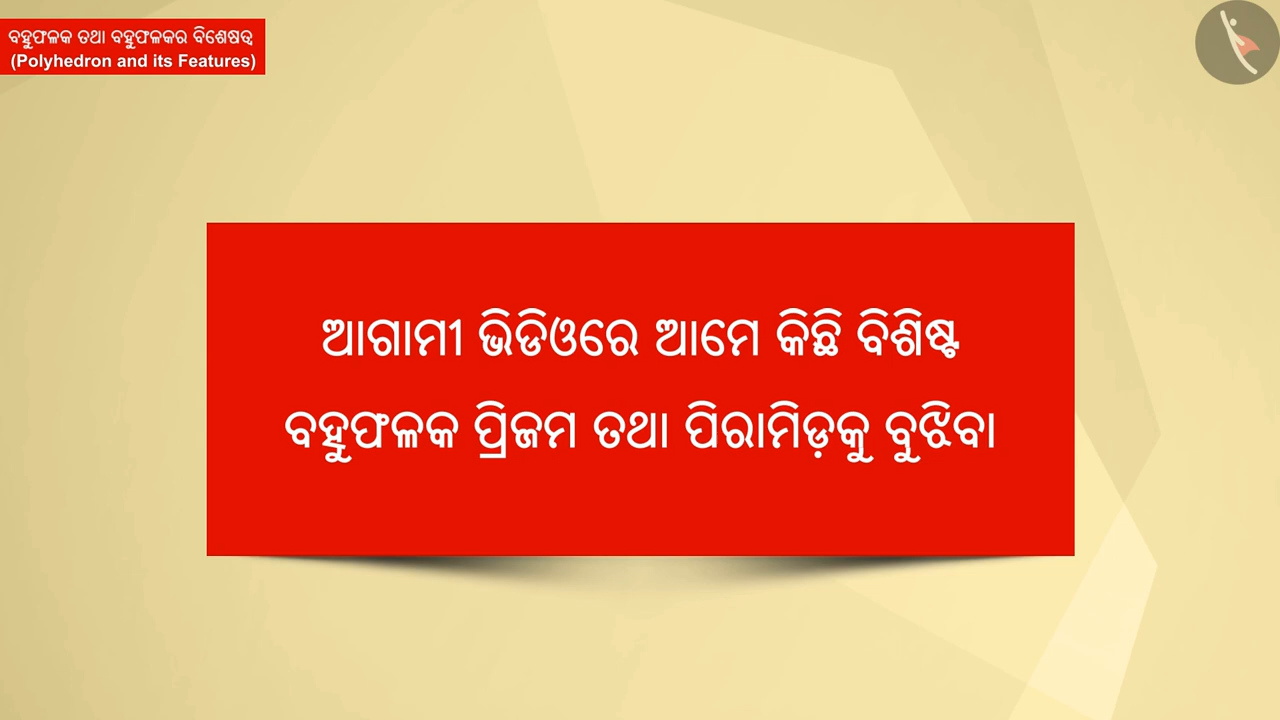 ବହୁଫଳକ ତଥା ବହୁଫଳକର ବିଶେଷତ୍ଵ
(Polyhedron and its Features)
ଆଗାମୀ ଭିଡିଓରେ ଆମେ କିଛି ବିଶିଷ୍ଟ
ବହୁଫଳକ ପ୍ରିଜମ ତଥା ପିରାମିଡ଼କୁ ବୁଝିବା